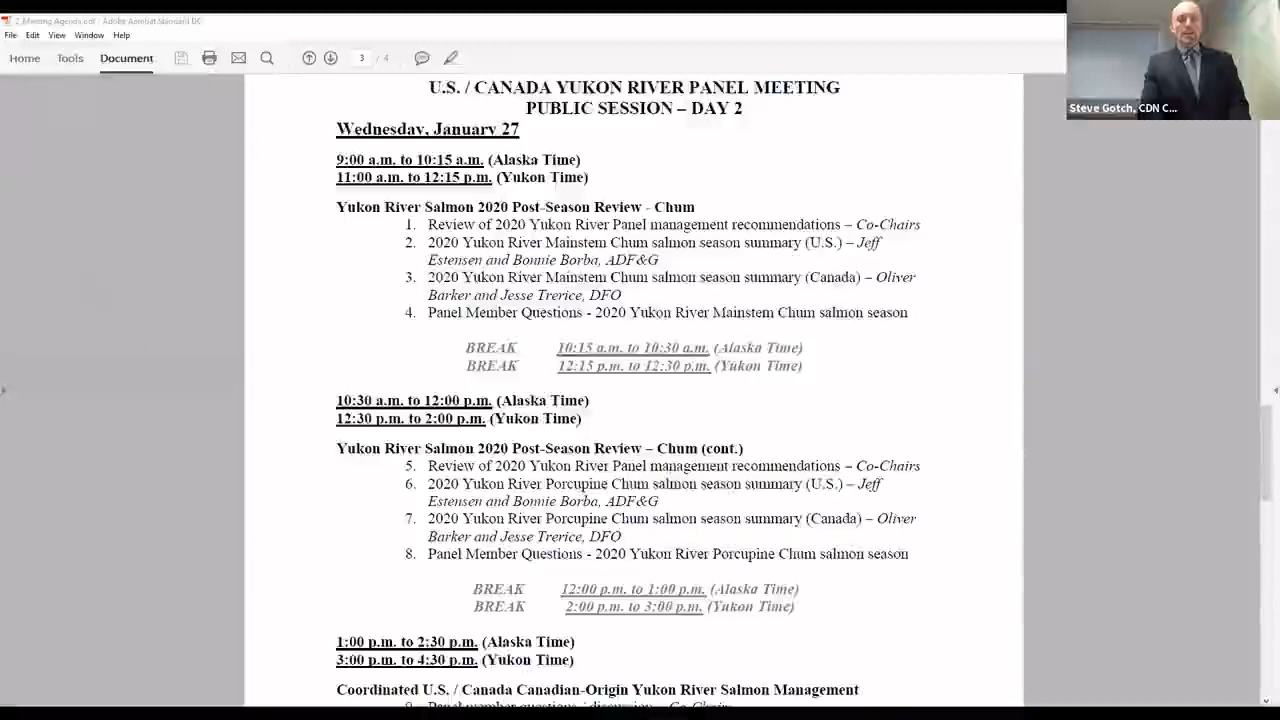 2_Meeting Agenda.pdf - Adobe Acrobat Standard DC
File Edit View Window Help
Home Tools Document 3 / 4
Steve Gotch, CDN C...
U.S. / CANADA YUKON RIVER PANEL MEETING
PUBLIC SESSION – DAY 2
Wednesday, January 27
9:00 a.m. to 10:15 a.m. (Alaska Time)
11:00 a.m. to 12:15 p.m. (Yukon Time)
Yukon River Salmon 2020 Post-Season Review - Chum
1. Review of 2020 Yukon River Panel management recommendations – Co-Chairs
2. 2020 Yukon River Mainstem Chum salmon season summary (U.S.) – Jeff
Estensen and Bonnie Borba, ADF&G
3. 2020 Yukon River Mainstem Chum salmon season summary (Canada) – Oliver
Barker and Jesse Trerice, DFO
4. Panel Member Questions - 2020 Yukon River Mainstem Chum salmon season
BREAK 10:15 a.m. to 10:30 a.m. (Alaska Time)
BREAK 12:15 p.m. to 12:30 p.m. (Yukon Time)
10:30 a.m. to 12:00 p.m. (Alaska Time)
12:30 p.m. to 2:00 p.m. (Yukon Time)
Yukon River Salmon 2020 Post-Season Review – Chum (cont.)
5. Review of 2020 Yukon River Panel management recommendations – Co-Chairs
6. 2020 Yukon River Porcupine Chum salmon season summary (U.S.) – Jeff
Estensen and Bonnie Borba, ADF&G
7. 2020 Yukon River Porcupine Chum salmon season summary (Canada) – Oliver
Barker and Jesse Trerice, DFO
8. Panel Member Questions - 2020 Yukon River Porcupine Chum salmon season
BREAK 12:00 p.m. to 1:00 p.m. (Alaska Time)
BREAK 2:00 p.m. to 3:00 p.m. (Yukon Time)
1:00 p.m. to 2:30 p.m. (Alaska Time)
3:00 p.m. to 4:30 p.m. (Yukon Time)
Coordinated U.S. / Canada Canadian-Origin Yukon River Salmon Management
9. Panel member questions / discussion – Co-Chairs